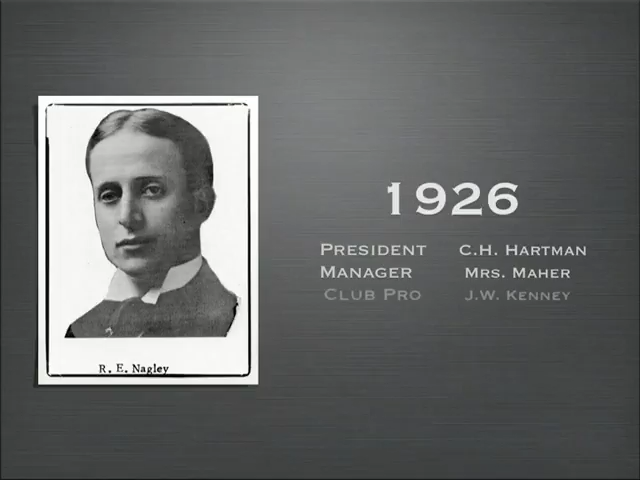 1926
President C.H. Hartman
Manager Mrs. Maher
Club Pro J.W. Kenney
R. E. Nagley